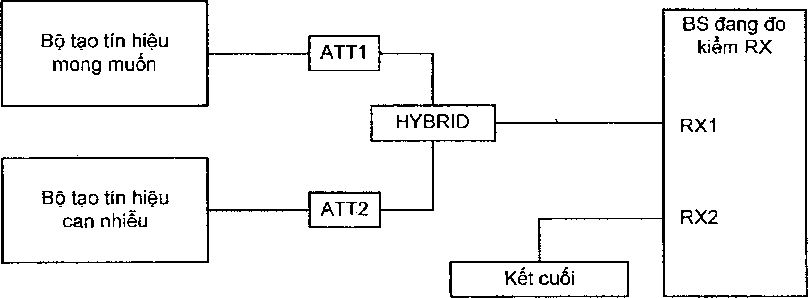 Bộ tạo tín hiệu
mong muốn
ATT1
BS đang đo
kiểm RX
HYBRID
RX1
Bộ tạo tín hiệu
can nhiễu
ATT2
RX2
Kết cuối